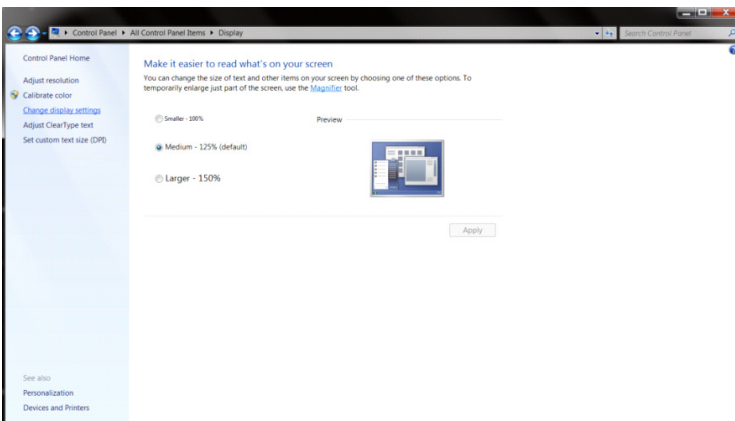 Control Panel ▸ All Control Panel Items ▸ Display
Search Control Panel
Control Panel Home
Adjust resolution
Calibrate color
Change display settings
Adjust ClearType text
Set custom text size (DPI)
Make it easier to read what's on your screen
You can change the size of text and other items on your screen by choosing one of these options. To
temporarily enlarge just part of the screen, use the Magnifier tool.
Smaller - 100%
Preview
Medium - 125% (default)
Larger - 150%
Apply
See also
Personalization
Devices and Printers